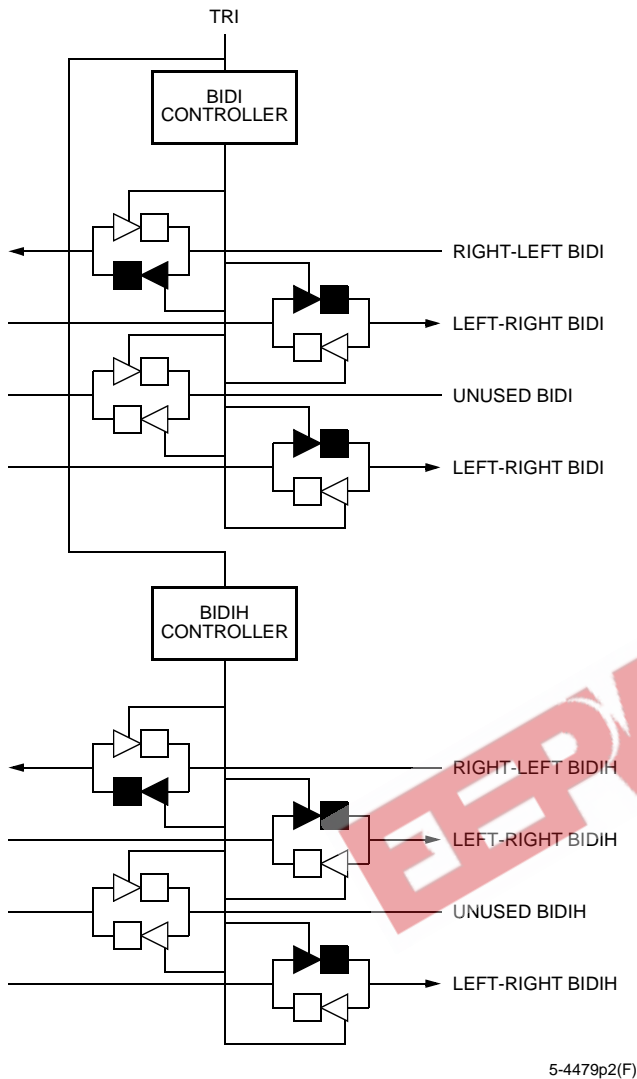 TRI
BIDI
CONTROLLER
RIGHT-LEFT BIDI
LEFT-RIGHT BIDI
UNUSED BIDI
LEFT-RIGHT BIDI
BIDIH
CONTROLLER
RIGHT-LEFT BIDIH
LEFT-RIGHT BIDIH
UNUSED BIDIH
LEFT-RIGHT BIDIH
5-4479p2(F)